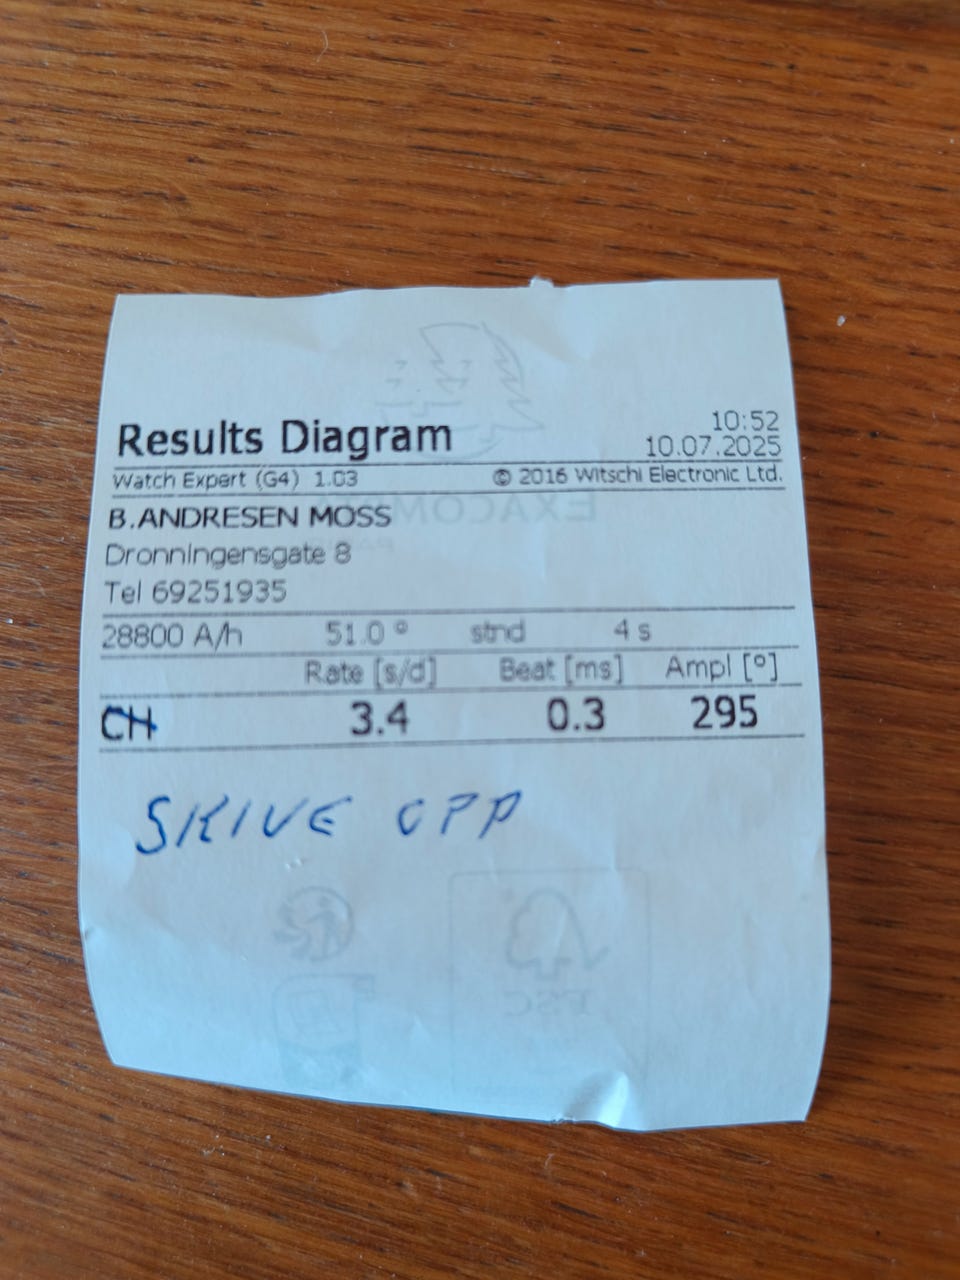 10:52
Results Diagram 10.07.2025
Watch Expert (G4) 1.03 © 2016 Witschi Electronic Ltd.
B.ANDRESEN MOSS
Dronningensgate 8
Tel 69251935
28800 A/h 51.0 ° stnd 4 s
Rate [s/d] Beat [ms] Ampl [°]
CH 3.4 0.3 295
SKIVE OPP
EXACOMPTA
FSC